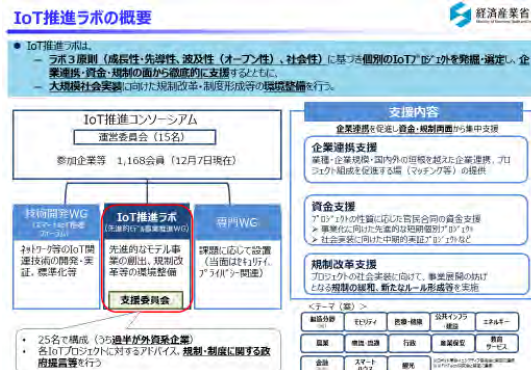 IoT推進ラボの概要
経済産業省
● IoT推進ラボは、
− ラボ3原則（成長性・先導性、波及性（オープン性）、社会性）に基づき個別のIoTプロジェクトを発掘・選定し、企
業連携・資金・規制の面から徹底的に支援するとともに、
− 大規模社会実装に向けた規制改革・制度形成等の環境整備を行う。
IoT推進コンソーシアム
運営委員会（15名）
参加企業等　1,168会員（12月7日現在）
技術開発WG
IoT推進ラボ
（先進的モデル事業推進WG）
専門WG
ネットワーク等のIoT関
連技術の開発・実
証、標準化等
先進的なモデル事
業の創出、規制改
革等の環境整備
課題に応じて設置
（当面はセキュリティ、
プライバシー関連）
支援委員会
・ 25名で構成（うち過半が外資系企業）
・ 各IoTプロジェクトに対するアドバイス、規制・制度に関する政
府提言等を行う
支援内容
企業連携を促進し資金・規制両面から集中支援
企業連携支援
業種・企業規模・国内外の垣根を超えた企業連携、プロ
ジェクト組成を促進する場（マッチング等）の提供
資金支援
プロジェクトの性質に応じた官民合同の資金支援
➢ 事業化に向けた先進的な短期個別プロジェクト
➢ 社会実装に向けた中期的実証プロジェクトなど
規制改革支援
プロジェクトの社会実装に向けて、事業展開の妨げ
となる規制の緩和、新たなルール形成等を実施
＜テーマ（案）＞
製造分野
モビリティ
医療・健康
公共インフラ
・建設
エネルギー
農業
物流・流通
行政
産業保安
教育
サービス
金融
スマート
ハウス
観光